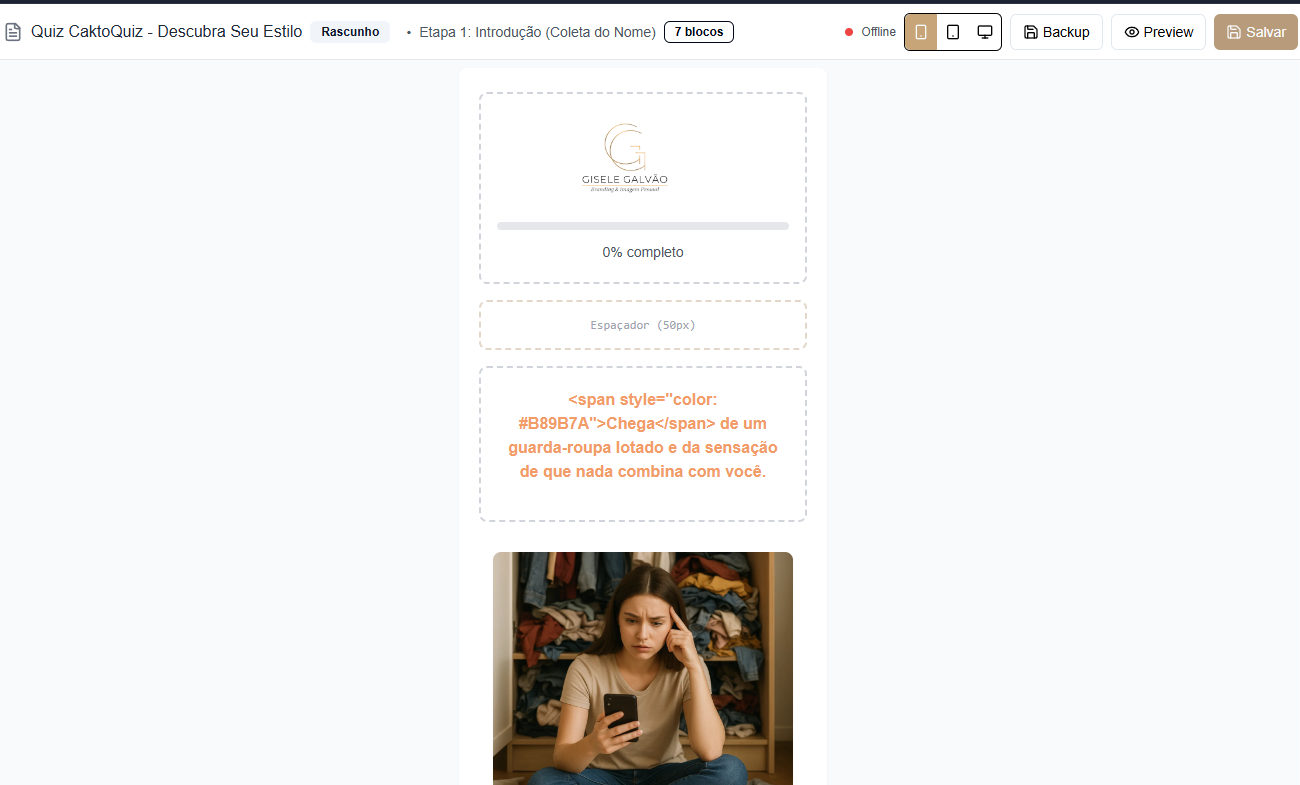 Quiz CaktoQuiz - Descubra Seu Estilo Rascunho • Etapa 1: Introdução (Coleta do Nome) 7 blocos Offline Backup Preview Salvar
GISELE GALVÃO
Branding & Imagem Pessoal
0% completo
Espaçador (50px)
<span style="color:
#B89B7A">Chega</span> de um
guarda-roupa lotado e da sensação
de que nada combina com você.